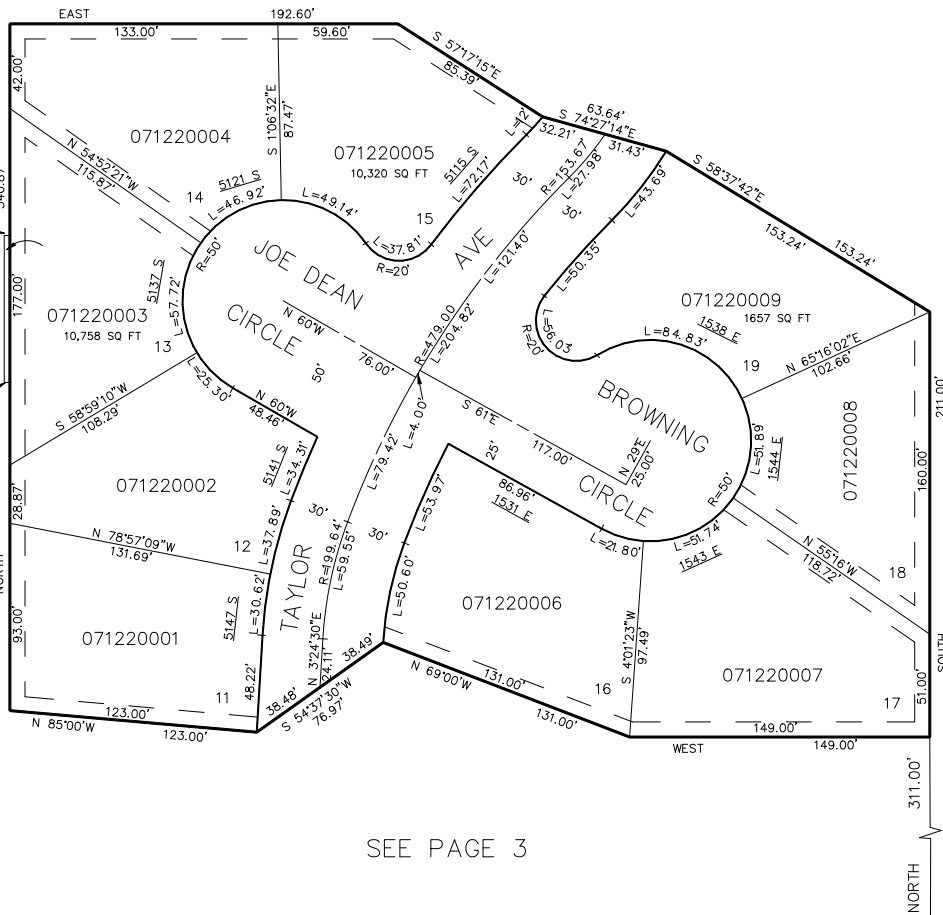 EAST
192.60'
133.00'
59.60'
S 57°17'15"E
85.39'
42.00'
S 1°06'32"E
87.47'
071220004
071220005
10,320 SQ FT
L=12'
32.21'
63.64'
S 74°27'14"E
31.43'
S 58°37'42"E
153.24'
153.24'
N 54°52'21"W
115.87'
14
5121 S
L=46.92'
L=49.14'
15
5115 S
L=72.17'
L=37.81'
R=20'
30'
30'
R=153.67'
L=27.98'
L=43.69'
AVE
L=121.40'
L=50.35'
R=50'
JOE DEAN
CIRCLE
N 60°W
76.00'
50'
R=479.00
L=204.82'
177.00'
071220003
10,758 SQ FT
13
5137 S
L=57.72'
L=25.30'
N 60°W
48.46'
071220009
1657 SQ FT
1538 E
L=84.83'
L=56.03
R=20'
19
N 65°16'02"E
102.66'
211.00'
BROWNING
CIRCLE
S 61°E
117.00'
N 29°E
25.00'
25'
L=4.00'
L=79.42'
S 58°59'10"W
108.29'
28.87'
071220002
5141 S
L=34.31'
L=37.89'
12
N 78°57'09"W
131.69'
30'
30'
R=199.64'
L=59.55'
L=53.97'
L=50.60'
86.96'
1531 E
L=21.80'
R=50'
L=51.89'
1544 E
L=51.74'
1543 E
071220008
160.00'
N 55°16'W
118.72'
18
NORTH
93.00'
071220001
5147 S
L=30.62'
48.22'
11
TAYLOR
N 3°24'30"E
24.11'
38.49'
38.48'
S 54°37'30"W
76.97'
N 85°00'W
123.00'
123.00'
071220006
16
N 69°00'W
131.00'
131.00'
S 4°01'23"W
97.49'
071220007
17
51.00'
SOUTH
149.00'
WEST
149.00'
311.00'
NORTH
SEE PAGE 3